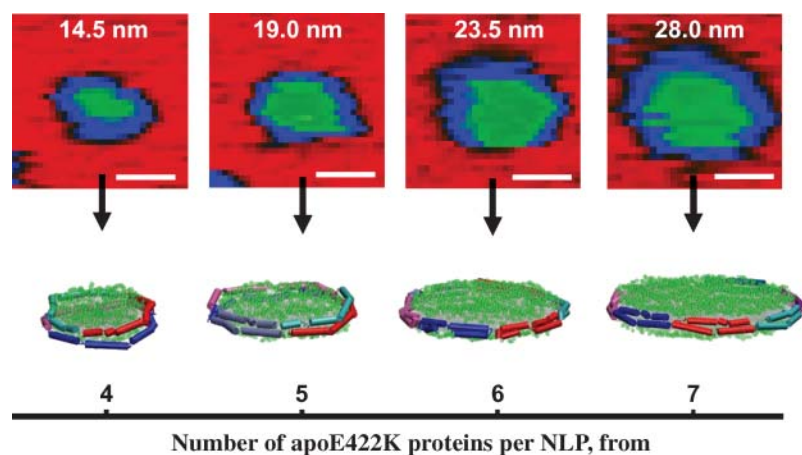 14.5 nm 19.0 nm 23.5 nm 28.0 nm
4 5 6 7
Number of apoE422K proteins per NLP, from